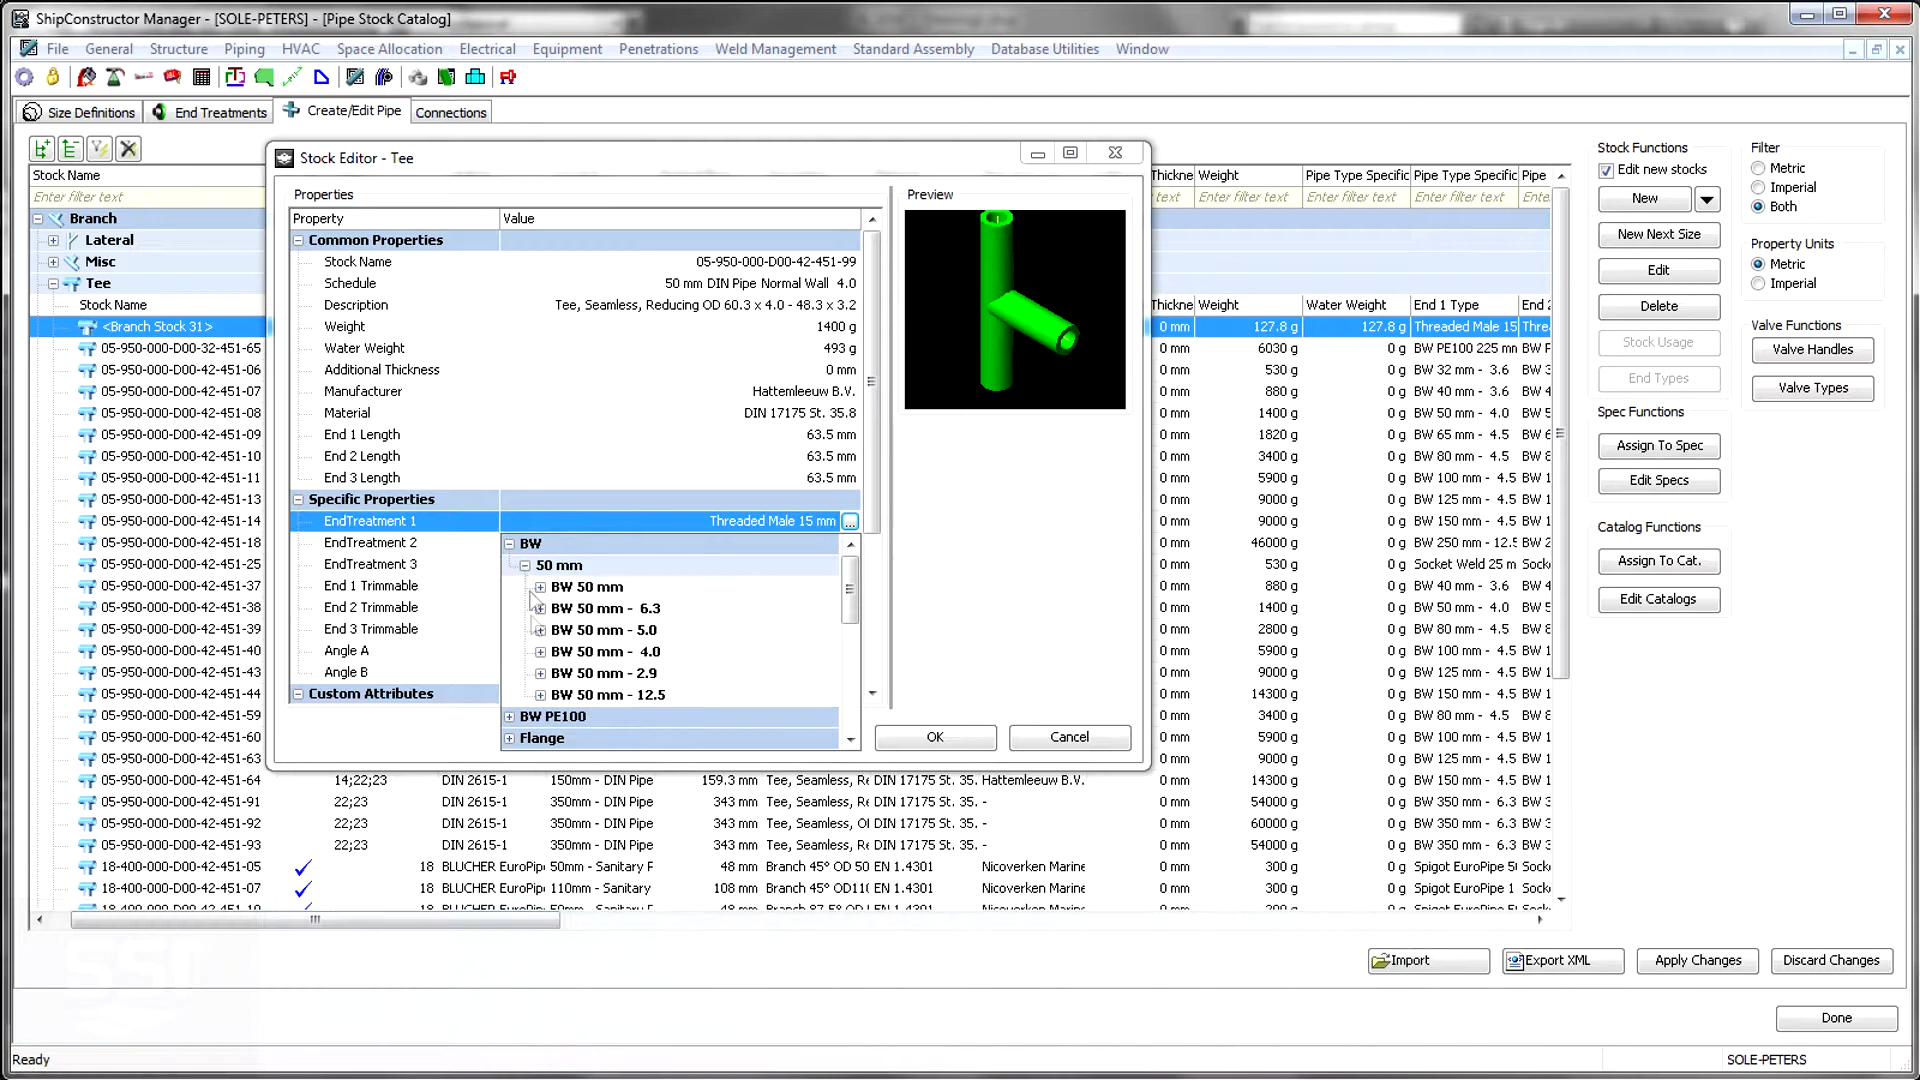 ShipConstructor Manager - [SOLE-PETERS] - [Pipe Stock Catalog]
File General Structure Piping HVAC Space Allocation Electrical Equipment Penetrations Weld Management Standard Assembly Database Utilities Window
Size Definitions End Treatments Create/Edit Pipe Connections
Stock Editor - Tee
Properties
Property Value
Common Properties
Stock Name 05-950-000-D00-42-451-99
Schedule 50 mm DIN Pipe Normal Wall 4.0
Description Tee, Seamless, Reducing OD 60.3 x 4.0 - 48.3 x 3.2
Weight 1400 g
Water Weight 493 g
Additional Thickness 0 mm
Manufacturer Hattemleeuw B.V.
Material DIN 17175 St. 35.8
End 1 Length 63.5 mm
End 2 Length 63.5 mm
End 3 Length 63.5 mm
Specific Properties
EndTreatment 1 Threaded Male 15 mm ...
EndTreatment 2
EndTreatment 3
End 1 Trimmable
End 2 Trimmable
End 3 Trimmable
Angle A
Angle B
Custom Attributes
BW
50 mm
BW 50 mm
BW 50 mm - 6.3
BW 50 mm - 5.0
BW 50 mm - 4.0
BW 50 mm - 2.9
BW 50 mm - 12.5
BW PE100
Flange
Preview
OK Cancel
Stock Name
Enter filter text
Branch
Lateral
Misc
Tee
Stock Name
<Branch Stock 31>
05-950-000-D00-32-451-65
05-950-000-D00-42-451-06
05-950-000-D00-42-451-07
05-950-000-D00-42-451-08
05-950-000-D00-42-451-09
05-950-000-D00-42-451-10
05-950-000-D00-42-451-11
05-950-000-D00-42-451-13
05-950-000-D00-42-451-14
05-950-000-D00-42-451-18
05-950-000-D00-42-451-25
05-950-000-D00-42-451-37
05-950-000-D00-42-451-38
05-950-000-D00-42-451-39
05-950-000-D00-42-451-40
05-950-000-D00-42-451-43
05-950-000-D00-42-451-44
05-950-000-D00-42-451-59
05-950-000-D00-42-451-60
05-950-000-D00-42-451-63
05-950-000-D00-42-451-64 14;22;23 DIN 2615-1 150mm - DIN Pipe 159.3 mm Tee, Seamless, Re DIN 17175 St. 35. Hattemleeuw B.V.
05-950-000-D00-42-451-91 22;23 DIN 2615-1 350mm - DIN Pipe 343 mm Tee, Seamless, Re DIN 17175 St. 35. -
05-950-000-D00-42-451-92 22;23 DIN 2615-1 350mm - DIN Pipe 343 mm Tee, Seamless, OI DIN 17175 St. 35. -
05-950-000-D00-42-451-93 22;23 DIN 2615-1 350mm - DIN Pipe 343 mm Tee, Seamless, Re DIN 17175 St. 35. -
18-400-000-D00-42-451-05 18 BLUCHER EuroPipe 50mm - Sanitary F 48 mm Branch 45° OD 50 EN 1.4301 Nicoverken Marine
18-400-000-D00-42-451-07 18 BLUCHER EuroPipe 110mm - Sanitary 108 mm Branch 45° OD11( EN 1.4301 Nicoverken Marine
Thickne Weight Pipe Type Specific Pipe Type Specific Pipe
text Enter filter text Enter filter text Enter filter text Ente
Thickne Weight Water Weight End 1 Type End 2
0 mm 127.8 g 127.8 g Threaded Male 15 Thre
0 mm 6030 g 0 g BW PE100 225 mn BW F
0 mm 530 g 0 g BW 32 mm - 3.6 BW 3
0 mm 880 g 0 g BW 40 mm - 3.6 BW 4
0 mm 1400 g 0 g BW 50 mm - 4.0 BW 5
0 mm 1820 g 0 g BW 65 mm - 4.5 BW 6
0 mm 3400 g 0 g BW 80 mm - 4.5 BW 8
0 mm 5900 g 0 g BW 100 mm - 4.5 BW 1
0 mm 9000 g 0 g BW 125 mm - 4.5 BW 1
0 mm 9000 g 0 g BW 150 mm - 4.5 BW 1
0 mm 46000 g 0 g BW 250 mm - 12.5 BW 2
0 mm 530 g 0 g Socket Weld 25 m Sock
0 mm 880 g 0 g BW 40 mm - 3.6 BW 4
0 mm 1400 g 0 g BW 50 mm - 4.0 BW 5
0 mm 2800 g 0 g BW 80 mm - 4.5 BW 8
0 mm 5900 g 0 g BW 100 mm - 4.5 BW 1
0 mm 9000 g 0 g BW 125 mm - 4.5 BW 1
0 mm 14300 g 0 g BW 150 mm - 4.5 BW 1
0 mm 3400 g 0 g BW 80 mm - 4.5 BW 8
0 mm 5900 g 0 g BW 100 mm - 4.5 BW 1
0 mm 9000 g 0 g BW 125 mm - 4.5 BW 1
0 mm 14300 g 0 g BW 150 mm - 4.5 BW 1
0 mm 54000 g 0 g BW 350 mm - 6.3 BW 3
0 mm 60000 g 0 g BW 350 mm - 6.3 BW 3
0 mm 54000 g 0 g BW 350 mm - 6.3 BW 3
0 mm 300 g 0 g Spigot EuroPipe 5( Sock
0 mm 300 g 0 g Spigot EuroPipe 1 Sock
Stock Functions
Edit new stocks
New
New Next Size
Edit
Delete
Stock Usage
End Types
Spec Functions
Assign To Spec
Edit Specs
Catalog Functions
Assign To Cat.
Edit Catalogs
Filter
Metric
Imperial
Both
Property Units
Metric
Imperial
Valve Functions
Valve Handles
Valve Types
Import Export XML Apply Changes Discard Changes
SSI
Done
Ready SOLE-PETERS